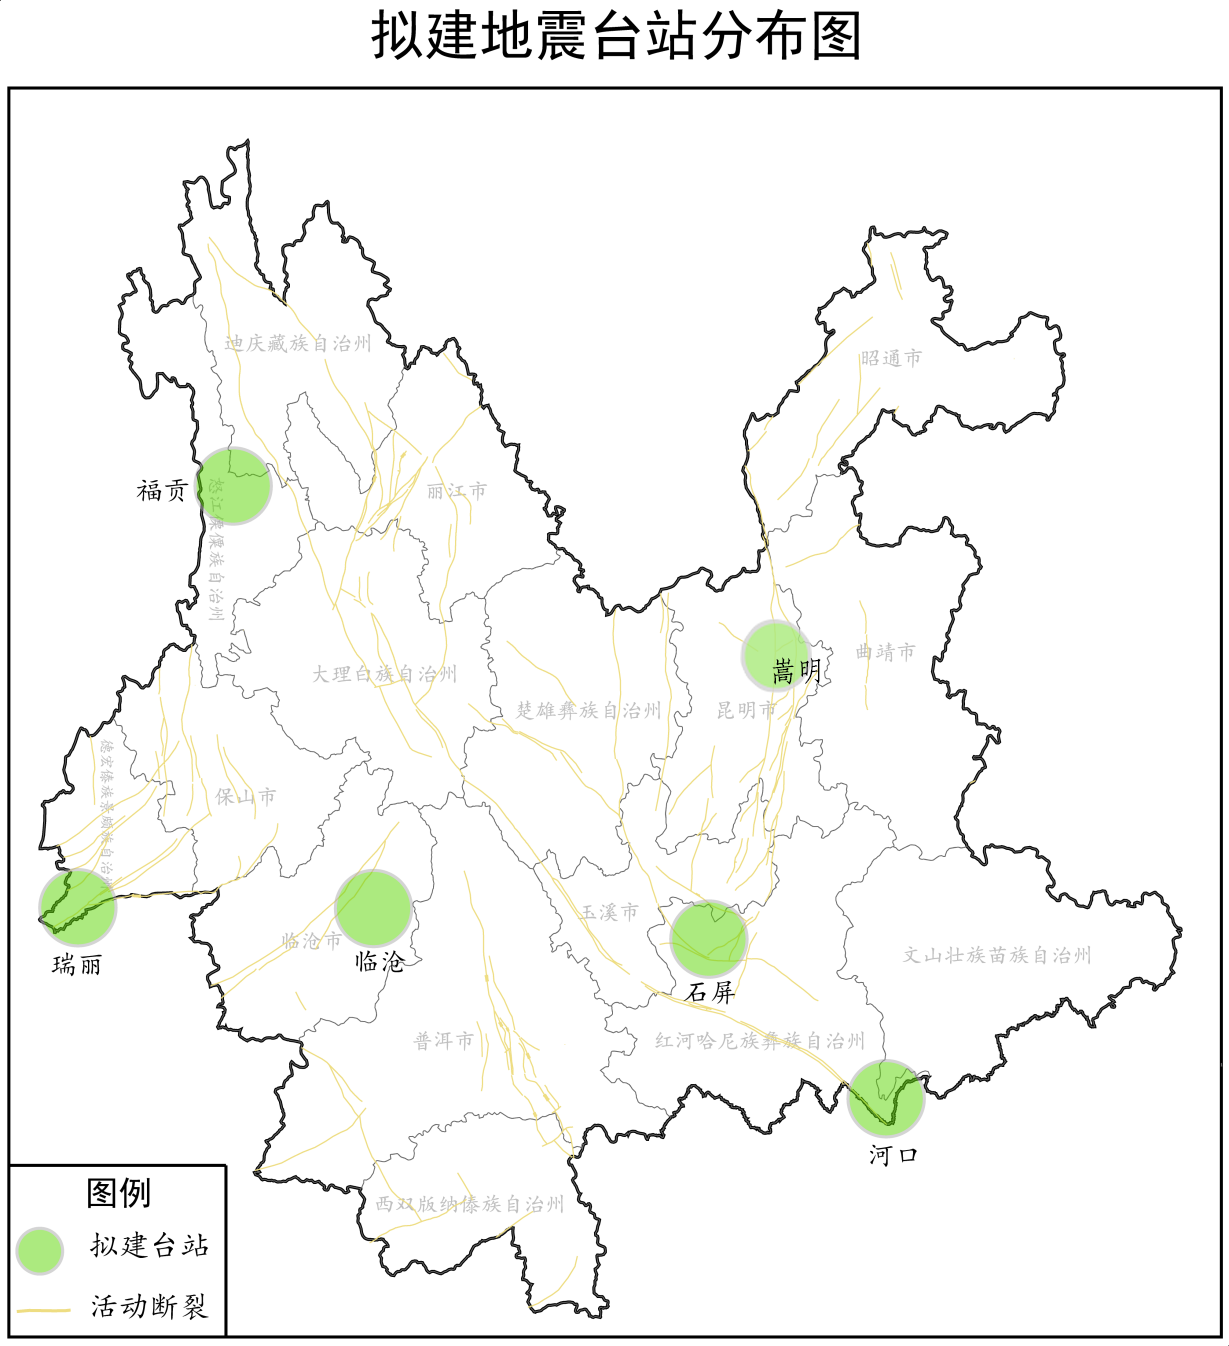 拟建地震台站分布图
迪庆藏族自治州
昭通市
福贡
怒江傈僳族自治州
丽江市
大理白族自治州
楚雄彝族自治州
嵩明
昆明市
曲靖市
德宏傣族景颇族自治州
保山市
瑞丽
临沧市
临沧
玉溪市
石屏
文山壮族苗族自治州
普洱市
红河哈尼族彝族自治州
河口
西双版纳傣族自治州
图例
拟建台站
活动断裂